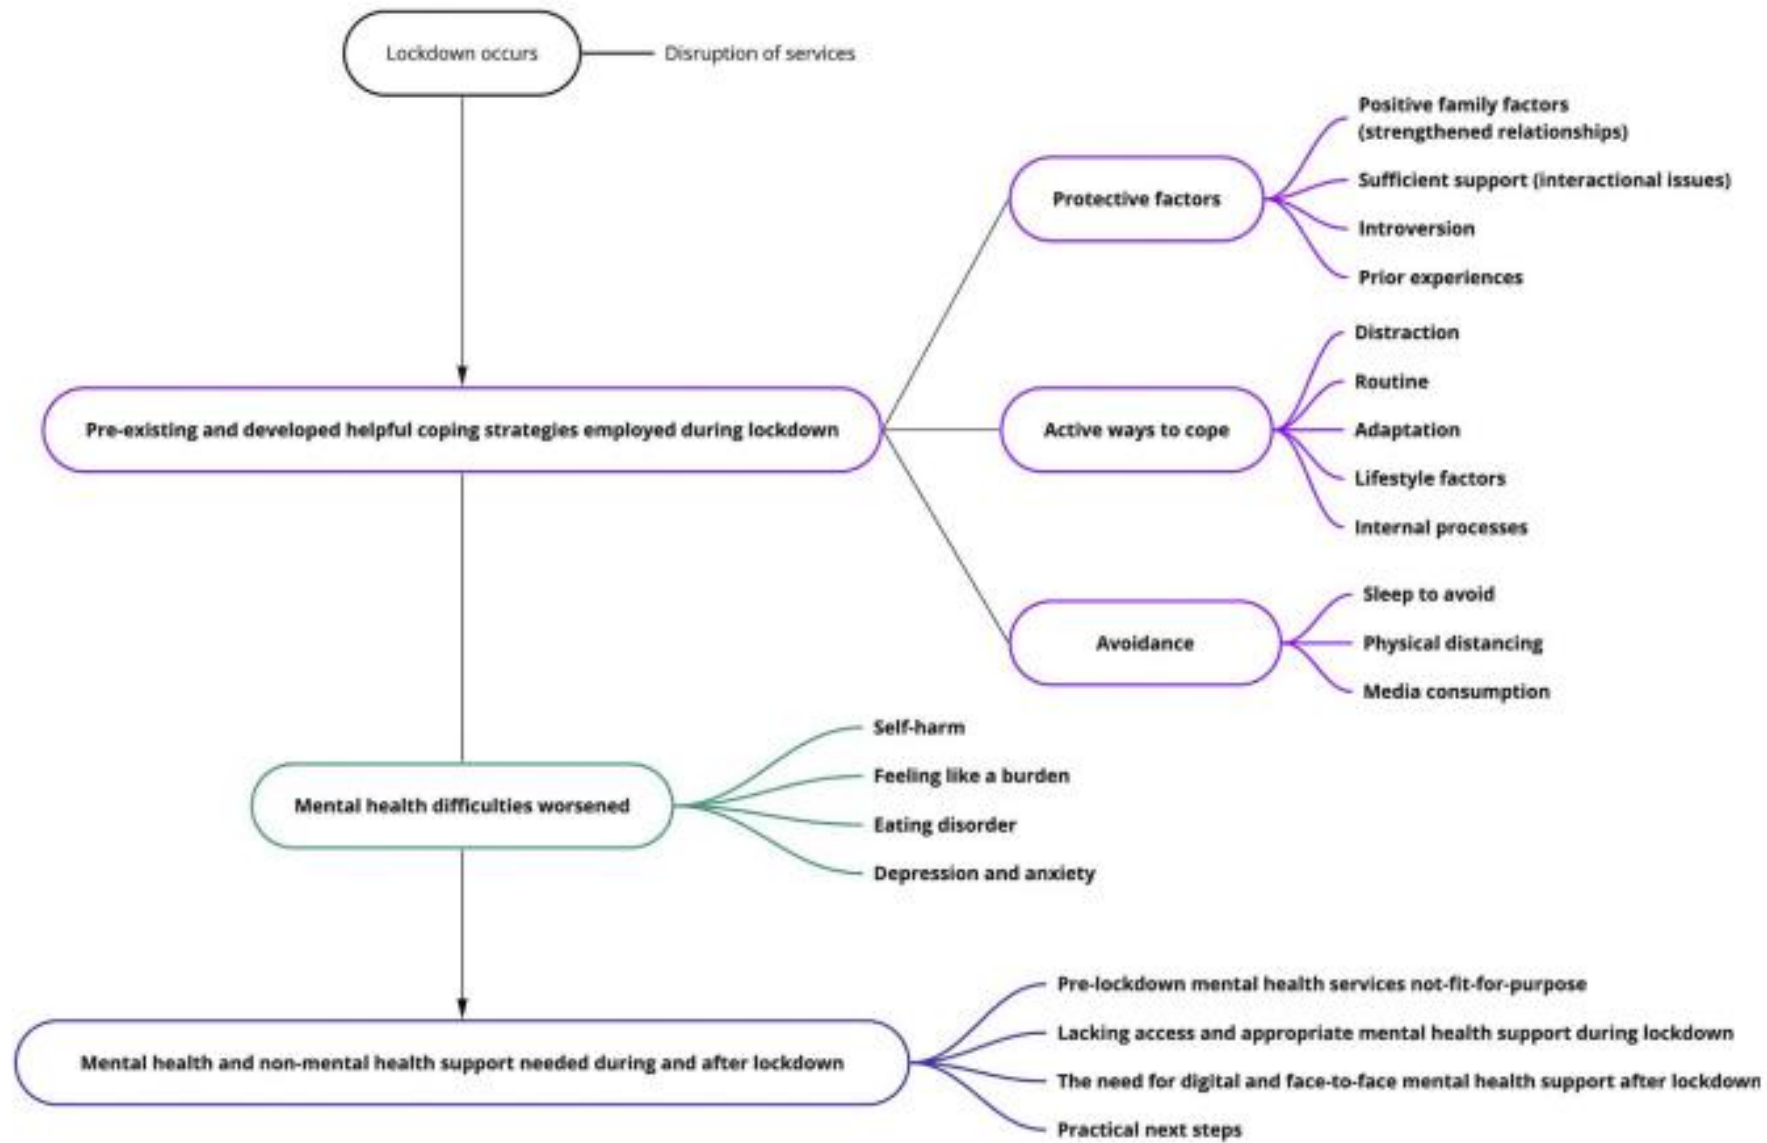 Lockdown occurs
Disruption of services
Positive family factors
(strengthened relationships)
Protective factors
Sufficient support (interactional issues)
Introversion
Prior experiences
Pre-existing and developed helpful coping strategies employed during lockdown
Active ways to cope
Distraction
Routine
Adaptation
Lifestyle factors
Internal processes
Avoidance
Sleep to avoid
Physical distancing
Media consumption
Mental health difficulties worsened
Self-harm
Feeling like a burden
Eating disorder
Depression and anxiety
Mental health and non-mental health support needed during and after lockdown
Pre-lockdown mental health services not-fit-for-purpose
Lacking access and appropriate mental health support during lockdown
The need for digital and face-to-face mental health support after lockdown
Practical next steps